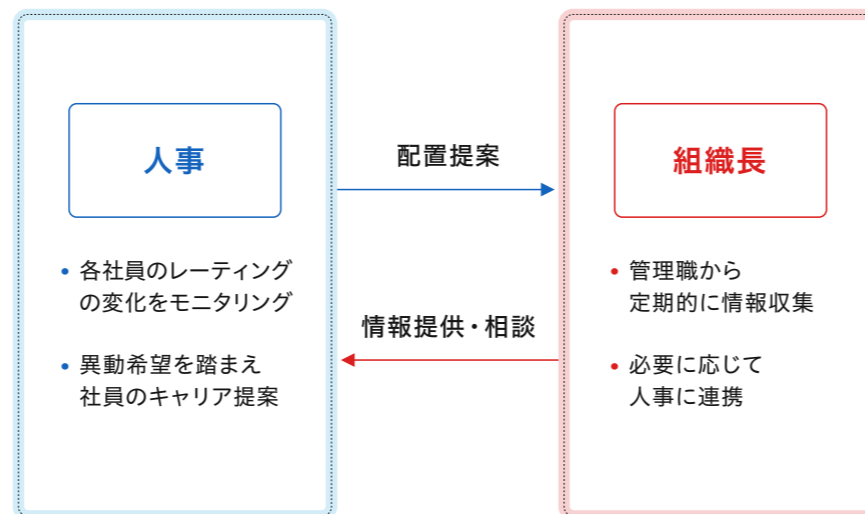 人事
• 各社員のレーティング
の変化をモニタリング
• 異動希望を踏まえ
社員のキャリア提案
配置提案
情報提供・相談
組織長
• 管理職から
定期的に情報収集
• 必要に応じて
人事に連携